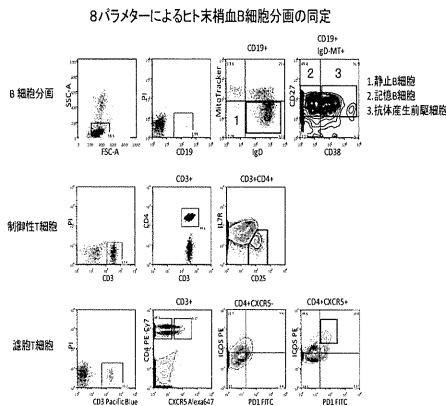 8パラメターによるヒト末梢血B細胞分画の同定
CD19+
CD19+
IgD-MT+
B 細胞分画
SSC-A
FSC-A
PI
CD19
MitoTracker
1
IgD
CD27
2 3
CD38
1.静止B細胞
2.記憶B細胞
3.抗体産生前駆細胞
CD3+
CD3+CD4+
制御性T細胞
PI
CD3
CD4
CD3
IL7R
CD25
CD3+
CD4+CXCR5-
CD4+CXCR5+
濾胞T細胞
PI
CD3 PacificBlue
CD4 PE-Cy7
CXCR5 Alexa647
ICOS PE
PD1 FITC
ICOS PE
PD1 FITC